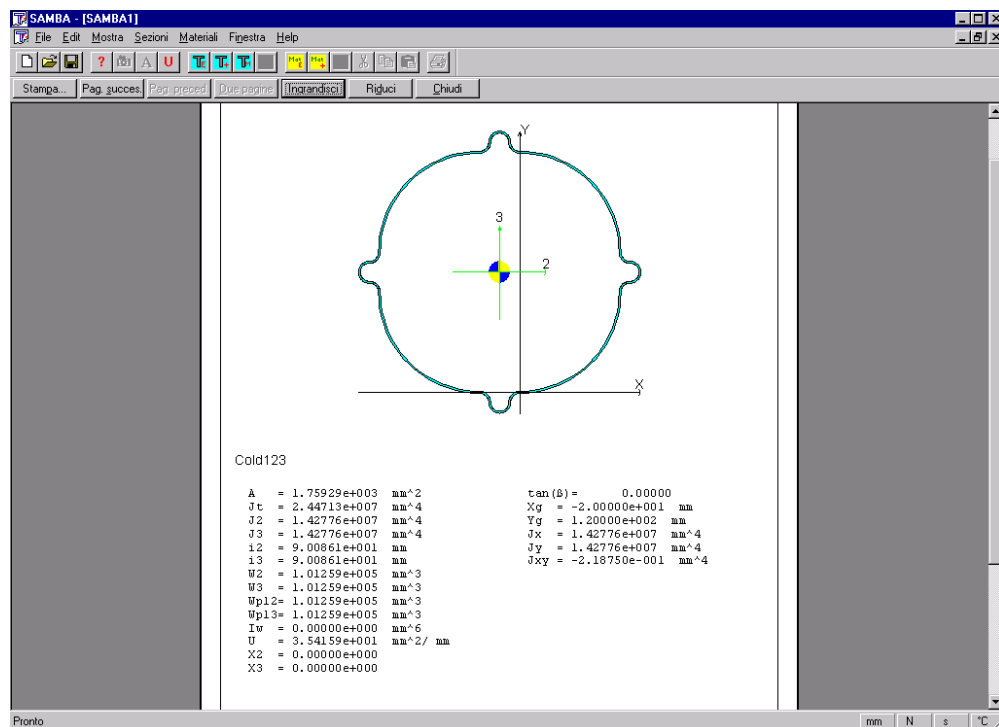 SAMBA - [SAMBA1]
File Edit Mostra Sezioni Materiali Finestra Help
? A U T E T + T M Mat E Mat +
Stampa... Pag. succes. Pag. preced. Due pagine Ingrandisci Riduci Chiudi
Y
3
2
X
Cold123
A = 1.75929e+003 mm^2
Jt = 2.44713e+007 mm^4
J2 = 1.42776e+007 mm^4
J3 = 1.42776e+007 mm^4
i2 = 9.00861e+001 mm
i3 = 9.00861e+001 mm
W2 = 1.01259e+005 mm^3
W3 = 1.01259e+005 mm^3
Wpl2= 1.01259e+005 mm^3
Wpl3= 1.01259e+005 mm^3
Iw = 0.00000e+000 mm^6
U = 3.54159e+001 mm^2/ mm
X2 = 0.00000e+000
X3 = 0.00000e+000
tan(ß)= 0.00000
Xg = -2.00000e+001 mm
Yg = 1.20000e+002 mm
Jx = 1.42776e+007 mm^4
Jy = 1.42776e+007 mm^4
Jxy = -2.18750e-001 mm^4
Pronto mm N s °C